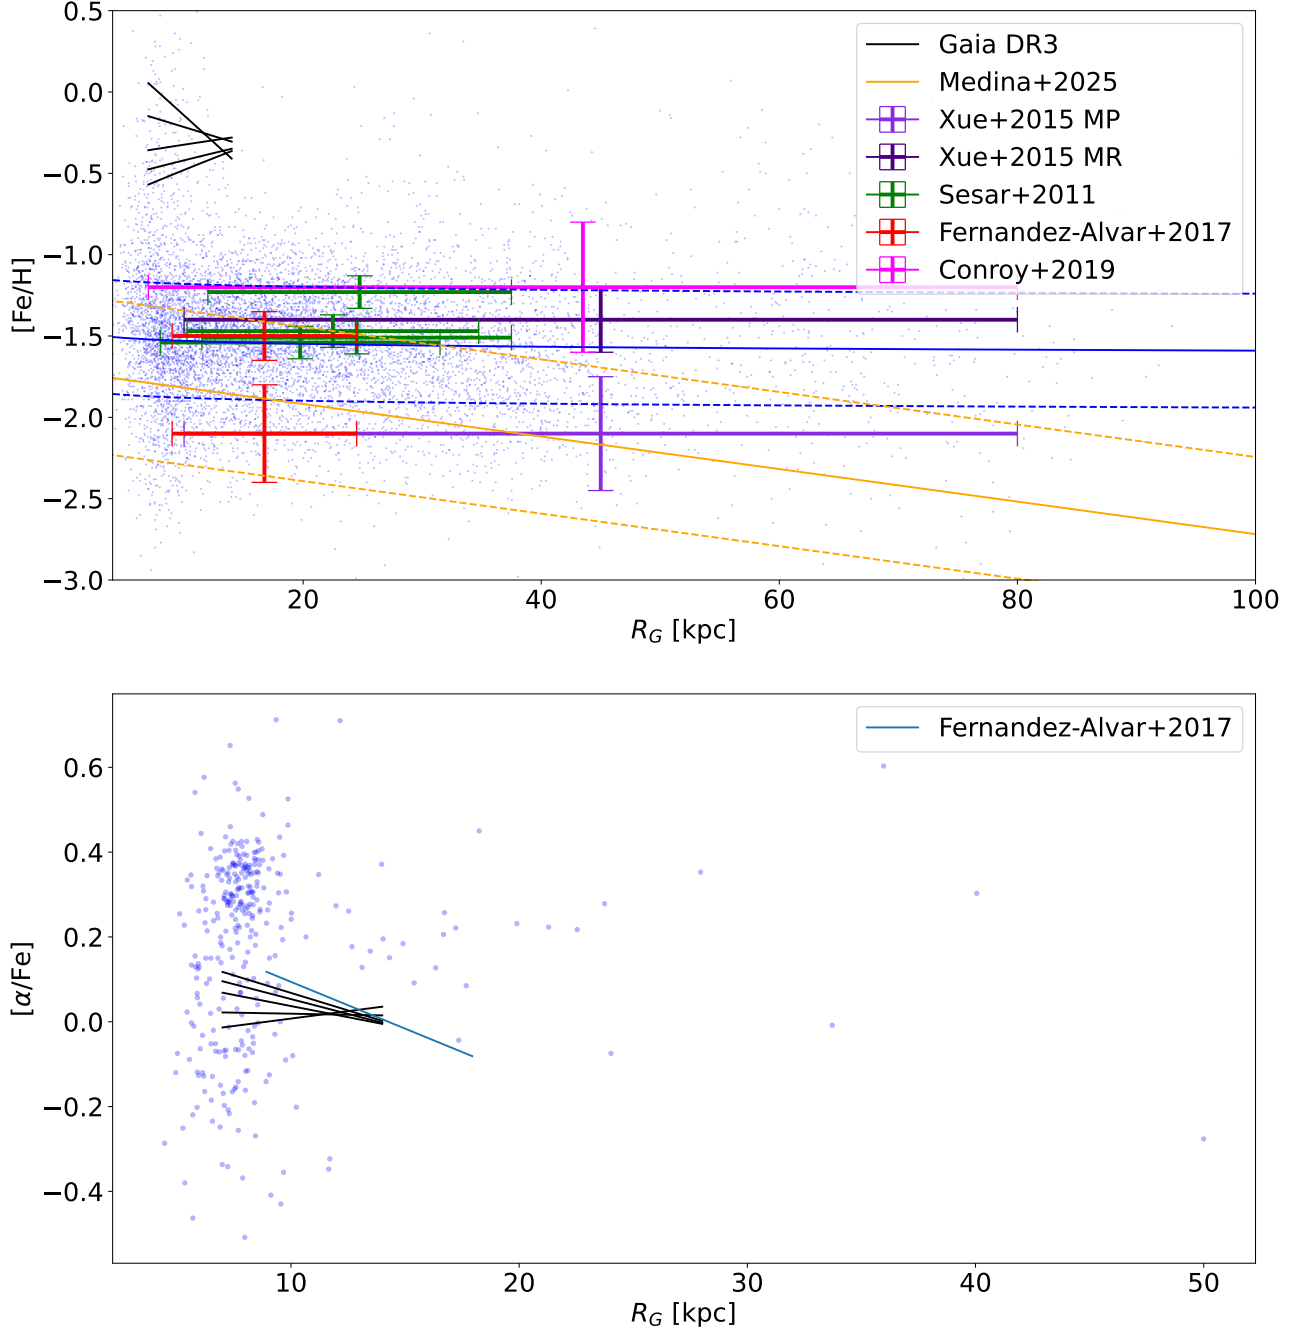 0.5
0.0
−0.5
−1.0
−1.5
−2.0
−2.5
−3.0
[Fe/H]
Gaia DR3
Medina+2025
Xue+2015 MP
Xue+2015 MR
Sesar+2011
Fernandez-Alvar+2017
Conroy+2019
20 40 60 80 100
R_G [kpc]
0.6
0.4
0.2
0.0
−0.2
−0.4
[α/Fe]
Fernandez-Alvar+2017
10 20 30 40 50
R_G [kpc]